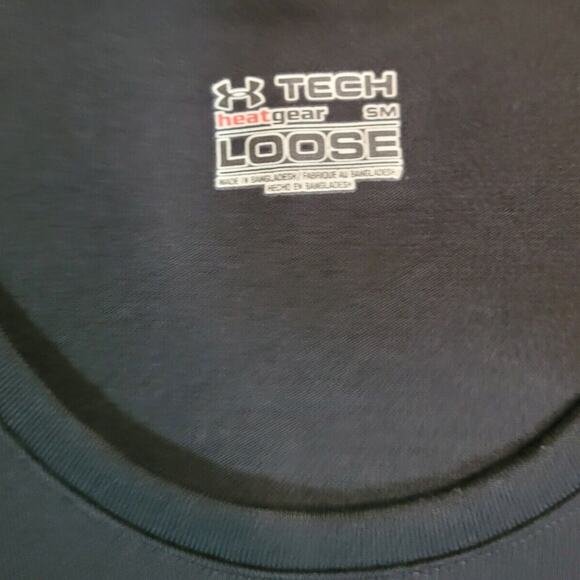 TECH
heatgear SM
LOOSE
MADE IN BANGLADESH / FABRIQUE AU BANGLADESH
HECHO EN BANGLADESH